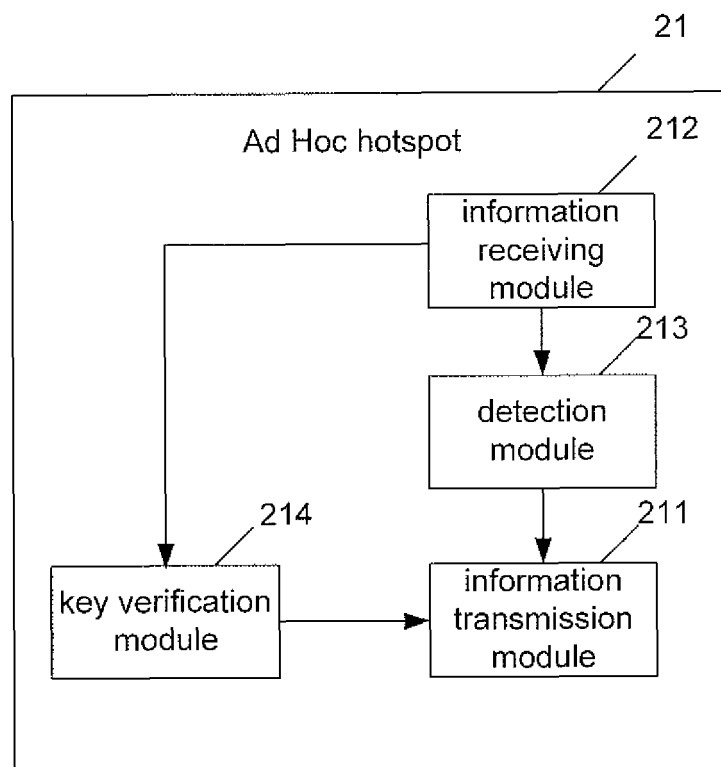 21
Ad Hoc hotspot
212
information
receiving
module
213
detection
module
214
211
key verification
module
information
transmission
module